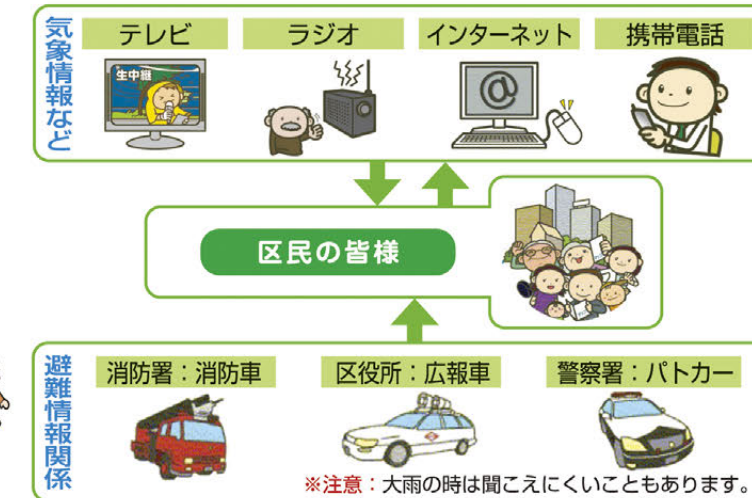 気象情報など
テレビ
ラジオ
インターネット
携帯電話
生中継
@
区民の皆様
避難情報関係
消防署：消防車
区役所：広報車
警察署：パトカー
※注意：大雨の時は聞こえにくいこともあります。